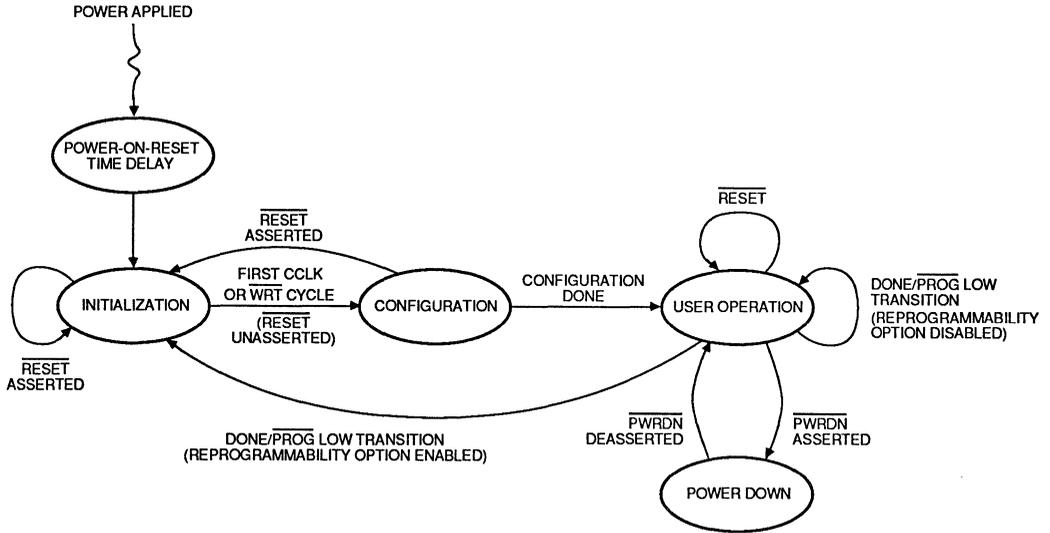 POWER APPLIED
POWER-ON-RESET
TIME DELAY
RESET
RESET
ASSERTED
FIRST CCLK
OR WRT CYCLE
(RESET
UNASSERTED)
INITIALIZATION
CONFIGURATION
CONFIGURATION
DONE
USER OPERATION
DONE/PROG LOW
TRANSITION
(REPROGRAMMABILITY
OPTION DISABLED)
RESET
ASSERTED
DONE/PROG LOW TRANSITION
(REPROGRAMMABILITY OPTION ENABLED)
PWRDN
DEASSERTED
PWRDN
ASSERTED
POWER DOWN